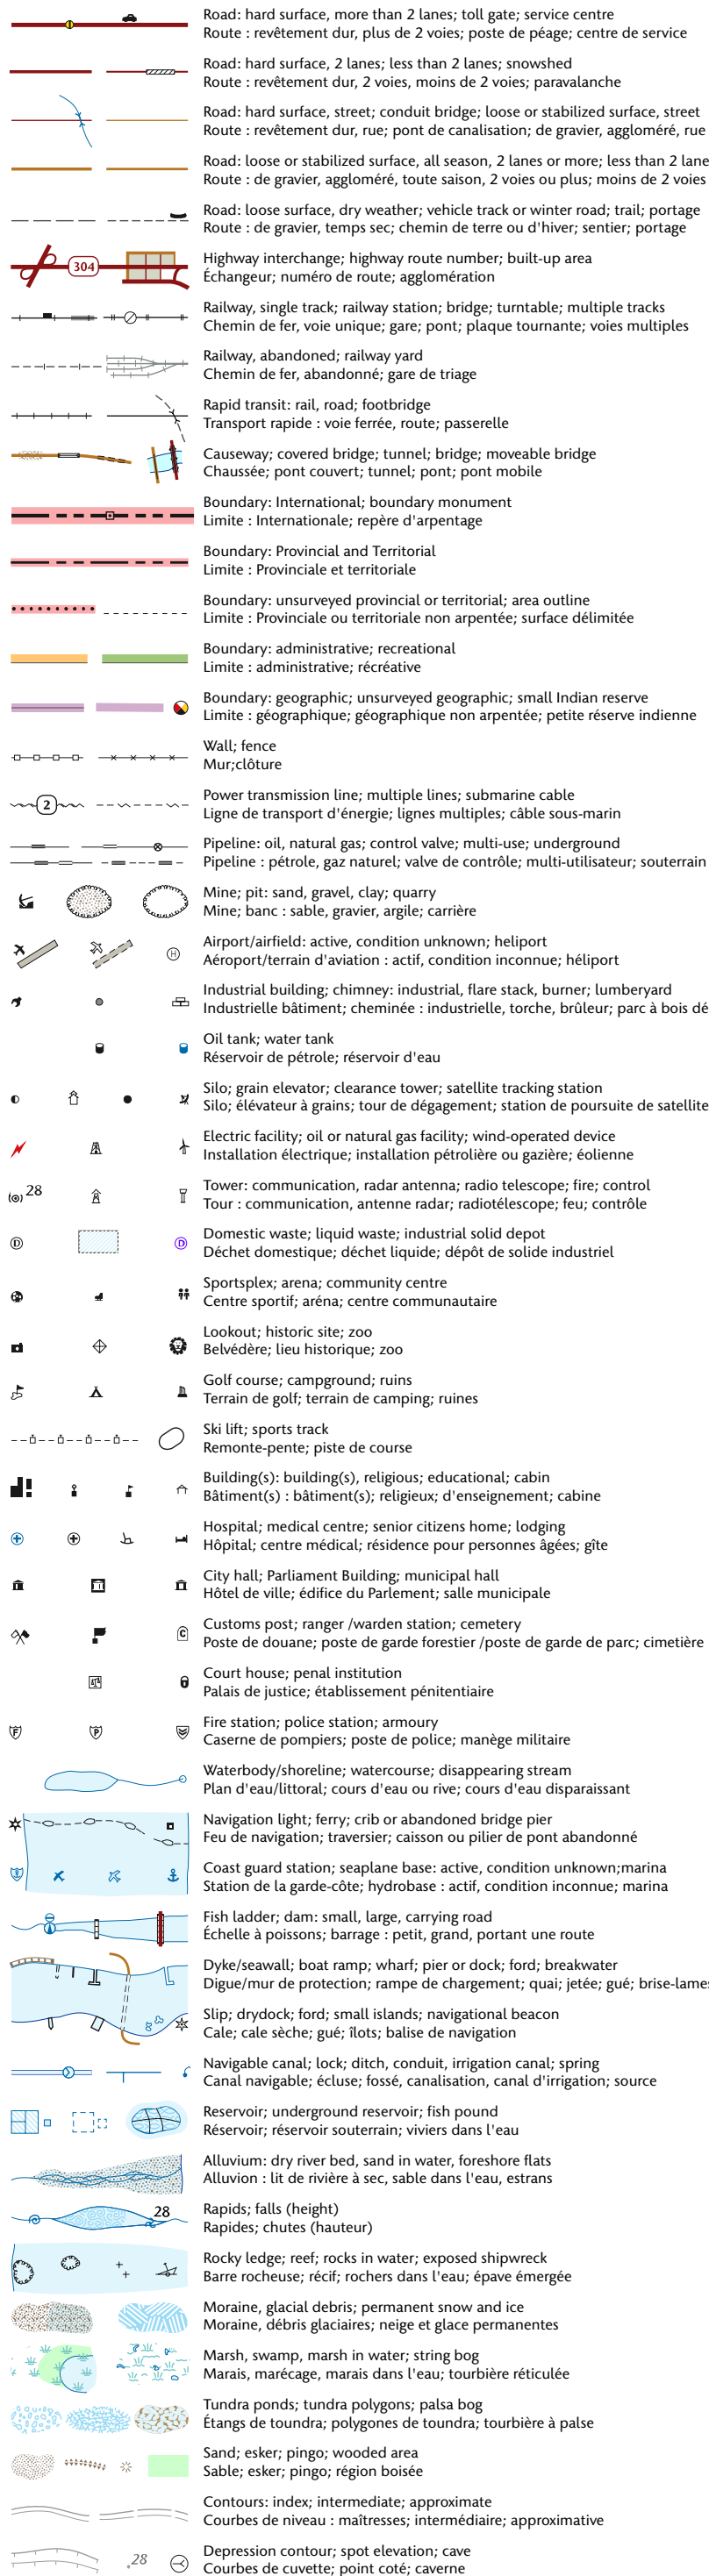 Road: hard surface, more than 2 lanes; toll gate; service centre
Route : revêtement dur, plus de 2 voies; poste de péage; centre de service
Road: hard surface, 2 lanes; less than 2 lanes; snowshed
Route : revêtement dur, 2 voies, moins de 2 voies; paravalanche
Road: hard surface, street; conduit bridge; loose or stabilized surface, street
Route : revêtement dur, rue; pont de canalisation; de gravier, aggloméré, rue
Road: loose or stabilized surface, all season, 2 lanes or more; less than 2 lane
Route : de gravier, aggloméré, toute saison, 2 voies ou plus; moins de 2 voies
Road: loose surface, dry weather; vehicle track or winter road; trail; portage
Route : de gravier, temps sec; chemin de terre ou d'hiver; sentier; portage
304
Highway interchange; highway route number; built-up area
Échangeur; numéro de route; agglomération
Railway, single track; railway station; bridge; turntable; multiple tracks
Chemin de fer, voie unique; gare; pont; plaque tournante; voies multiples
Railway, abandoned; railway yard
Chemin de fer, abandonné; gare de triage
Rapid transit: rail, road; footbridge
Transport rapide : voie ferrée, route; passerelle
Causeway; covered bridge; tunnel; bridge; moveable bridge
Chaussée; pont couvert; tunnel; pont; pont mobile
Boundary: International; boundary monument
Limite : Internationale; repère d'arpentage
Boundary: Provincial and Territorial
Limite : Provinciale et territoriale
Boundary: unsurveyed provincial or territorial; area outline
Limite : Provinciale ou territoriale non arpentée; surface délimitée
Boundary: administrative; recreational
Limite : administrative; récréative
Boundary: geographic; unsurveyed geographic; small Indian reserve
Limite : géographique; géographique non arpentée; petite réserve indienne
Wall; fence
Mur;clôture
2
Power transmission line; multiple lines; submarine cable
Ligne de transport d'énergie; lignes multiples; câble sous-marin
Pipeline: oil, natural gas; control valve; multi-use; underground
Pipeline : pétrole, gaz naturel; valve de contrôle; multi-utilisateur; souterrain
Mine; pit: sand, gravel, clay; quarry
Mine; banc : sable, gravier, argile; carrière
H
Airport/airfield: active, condition unknown; heliport
Aéroport/terrain d'aviation : actif, condition inconnue; héliport
Industrial building; chimney: industrial, flare stack, burner; lumberyard
Industrielle bâtiment; cheminée : industrielle, torche, brûleur; parc à bois dé
Oil tank; water tank
Réservoir de pétrole; réservoir d'eau
Silo; grain elevator; clearance tower; satellite tracking station
Silo; élévateur à grains; tour de dégagement; station de poursuite de satellite
Electric facility; oil or natural gas facility; wind-operated device
Installation électrique; installation pétrolière ou gazière; éolienne
28
Tower: communication, radar antenna; radio telescope; fire; control
Tour : communication, antenne radar; radiotélescope; feu; contrôle
D D
Domestic waste; liquid waste; industrial solid depot
Déchet domestique; déchet liquide; dépôt de solide industriel
Sportsplex; arena; community centre
Centre sportif; aréna; centre communautaire
Lookout; historic site; zoo
Belvédère; lieu historique; zoo
Golf course; campground; ruins
Terrain de golf; terrain de camping; ruines
Ski lift; sports track
Remonte-pente; piste de course
Building(s): building(s), religious; educational; cabin
Bâtiment(s) : bâtiment(s); religieux; d'enseignement; cabine
Hospital; medical centre; senior citizens home; lodging
Hôpital; centre médical; résidence pour personnes âgées; gîte
City hall; Parliament Building; municipal hall
Hôtel de ville; édifice du Parlement; salle municipale
C
Customs post; ranger /warden station; cemetery
Poste de douane; poste de garde forestier /poste de garde de parc; cimetière
Court house; penal institution
Palais de justice; établissement pénitentiaire
F P
Fire station; police station; armoury
Caserne de pompiers; poste de police; manège militaire
Waterbody/shoreline; watercourse; disappearing stream
Plan d'eau/littoral; cours d'eau ou rive; cours d'eau disparaissant
Navigation light; ferry; crib or abandoned bridge pier
Feu de navigation; traversier; caisson ou pilier de pont abandonné
Coast guard station; seaplane base: active, condition unknown;marina
Station de la garde-côte; hydrobase : actif, condition inconnue; marina
Fish ladder; dam: small, large, carrying road
Échelle à poissons; barrage : petit, grand, portant une route
Dyke/seawall; boat ramp; wharf; pier or dock; ford; breakwater
Digue/mur de protection; rampe de chargement; quai; jetée; gué; brise-lames
Slip; drydock; ford; small islands; navigational beacon
Cale; cale sèche; gué; îlots; balise de navigation
Navigable canal; lock; ditch, conduit, irrigation canal; spring
Canal navigable; écluse; fossé, canalisation, canal d'irrigation; source
Reservoir; underground reservoir; fish pound
Réservoir; réservoir souterrain; viviers dans l'eau
Alluvium: dry river bed, sand in water, foreshore flats
Alluvion : lit de rivière à sec, sable dans l'eau, estrans
28
Rapids; falls (height)
Rapides; chutes (hauteur)
Rocky ledge; reef; rocks in water; exposed shipwreck
Barre rocheuse; récif; rochers dans l'eau; épave émergée
Moraine, glacial debris; permanent snow and ice
Moraine, débris glaciaires; neige et glace permanentes
Marsh, swamp, marsh in water; string bog
Marais, marécage, marais dans l'eau; tourbière réticulée
Tundra ponds; tundra polygons; palsa bog
Étangs de toundra; polygones de toundra; tourbière à palse
Sand; esker; pingo; wooded area
Sable; esker; pingo; région boisée
Contours: index; intermediate; approximate
Courbes de niveau : maîtresses; intermédiaire; approximative
28
Depression contour; spot elevation; cave
Courbes de cuvette; point coté; caverne